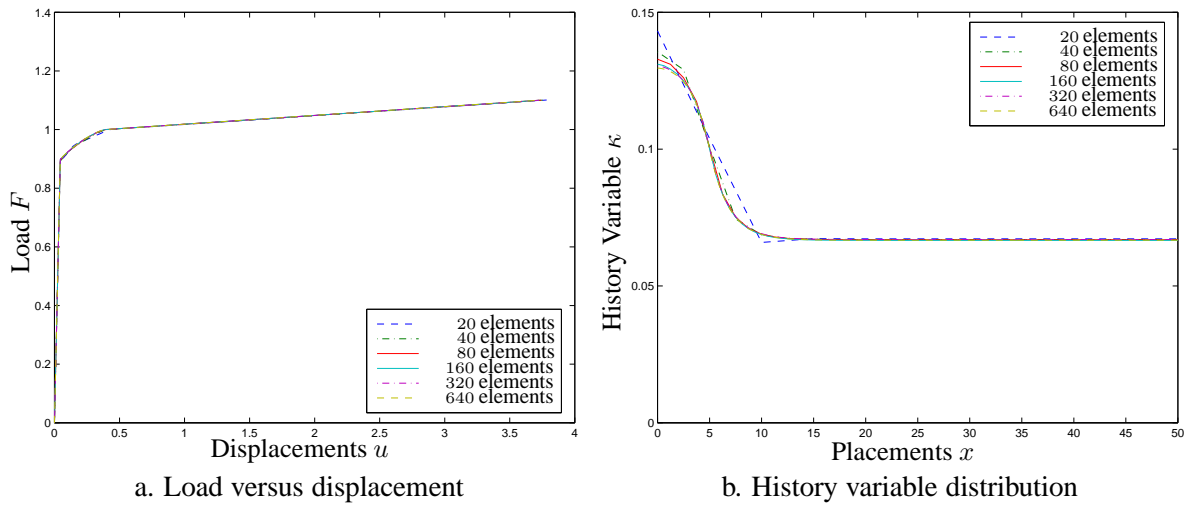 1.4
1.2
1
0.8
0.6
0.4
0.2
0
Load F
0 0.5 1 1.5 2 2.5 3 3.5 4
Displacements u
20 elements
40 elements
80 elements
160 elements
320 elements
640 elements
a. Load versus displacement
0.15
0.1
0.05
0
History Variable κ
0 5 10 15 20 25 30 35 40 45 50
Placements x
20 elements
40 elements
80 elements
160 elements
320 elements
640 elements
b. History variable distribution